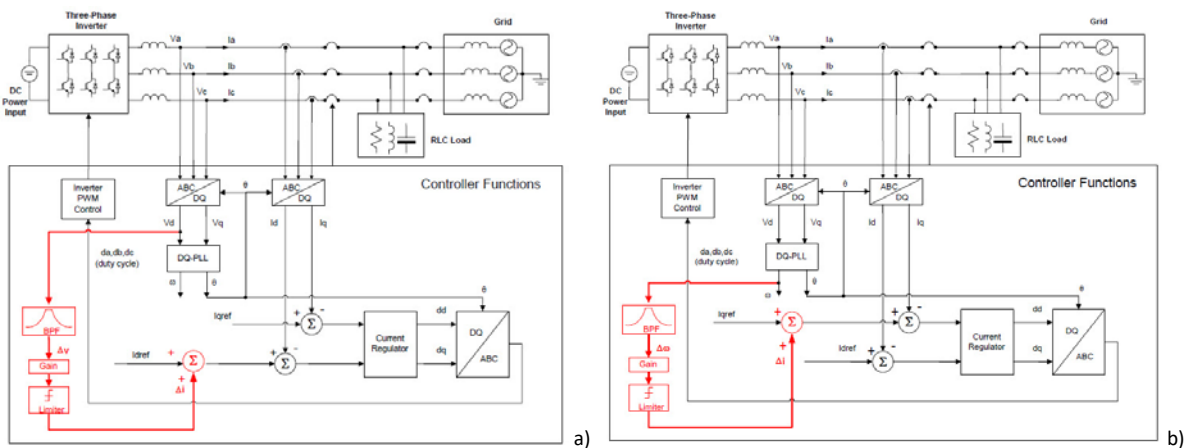 Three-Phase
Inverter
Va
Ia
Vb
Ib
Vc
Ic
Grid
DC
Power
Input
RLC Load
Controller Functions
Inverter
PWM
Control
ABC
DQ
θ
ABC
DQ
Vd
Vq
Id
Iq
da,db,dc
(duty cycle)
DQ-PLL
ω
θ
θ
BPF
Δv
Gain
Limiter
Iqref
+
-
Σ
Idref
+
Σ
+
Δi
+
-
Σ
Current
Regulator
dd
dq
DQ
ABC
a)
Three-Phase
Inverter
Va
Ia
Vb
Ib
Vc
Ic
Grid
DC
Power
Input
RLC Load
Controller Functions
Inverter
PWM
Control
ABC
DQ
θ
ABC
DQ
Vd
Vq
Id
Iq
da,db,dc
(duty cycle)
DQ-PLL
ω
θ
θ
BPF
Δω
Gain
Limiter
Iqref
+
Σ
+
Δi
+
-
Σ
Idref
+
-
Σ
Current
Regulator
dd
dq
DQ
ABC
b)